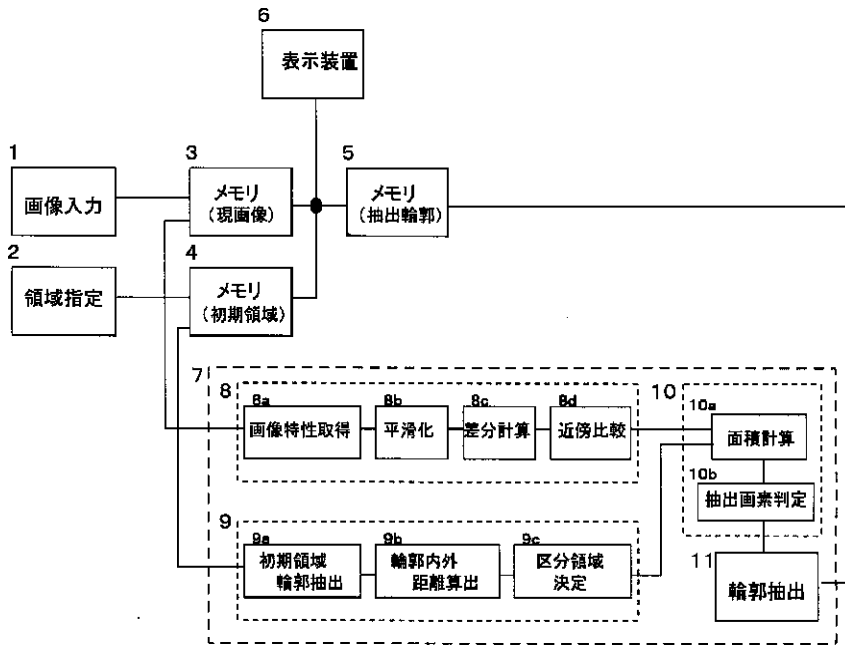 6
表示装置
1
画像入力
3
メモリ
(現画像)
5
メモリ
(抽出輪郭)
2
領域指定
4
メモリ
(初期領域)
7
8
8a
画像特性取得
8b
平滑化
8c
差分計算
8d
近傍比較
10
10a
面積計算
10b
抽出画素判定
9
9a
初期領域
輪郭抽出
9b
輪郭内外
距離算出
9c
区分領域
決定
11
輪郭抽出